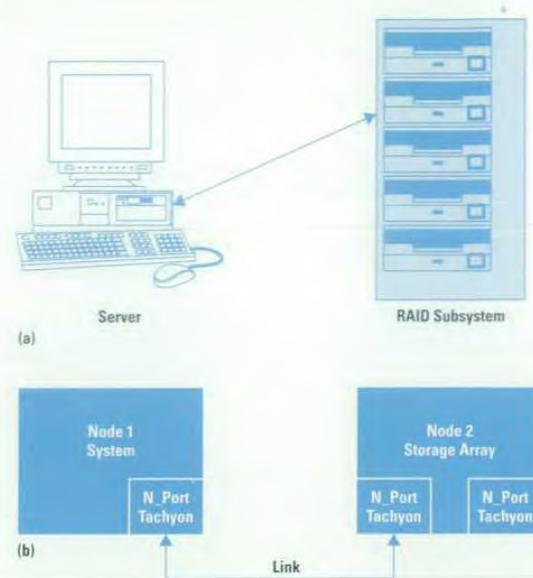 Server
RAID Subsystem
(a)
Node 1
System
Node 2
Storage Array
N_Port
Tachyon
N_Port
Tachyon
N_Port
Tachyon
(b)
Link